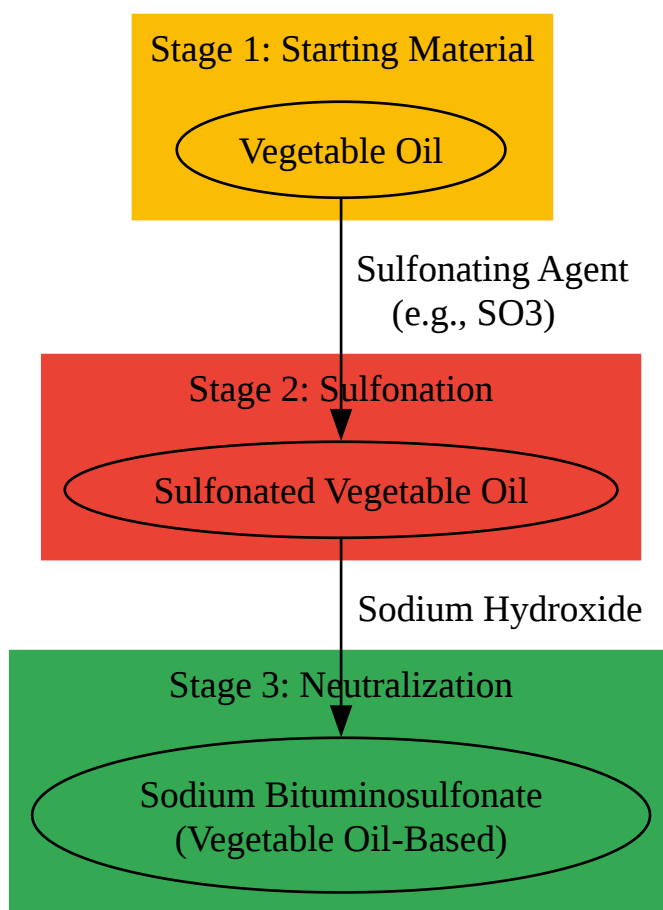 Stage 1: Starting Material
Vegetable Oil
Sulfonating Agent
(e.g., SO3)
Stage 2: Sulfonation
Sulfonated Vegetable Oil
Sodium Hydroxide
Stage 3: Neutralization
Sodium Bituminosulfonate
(Vegetable Oil-Based)